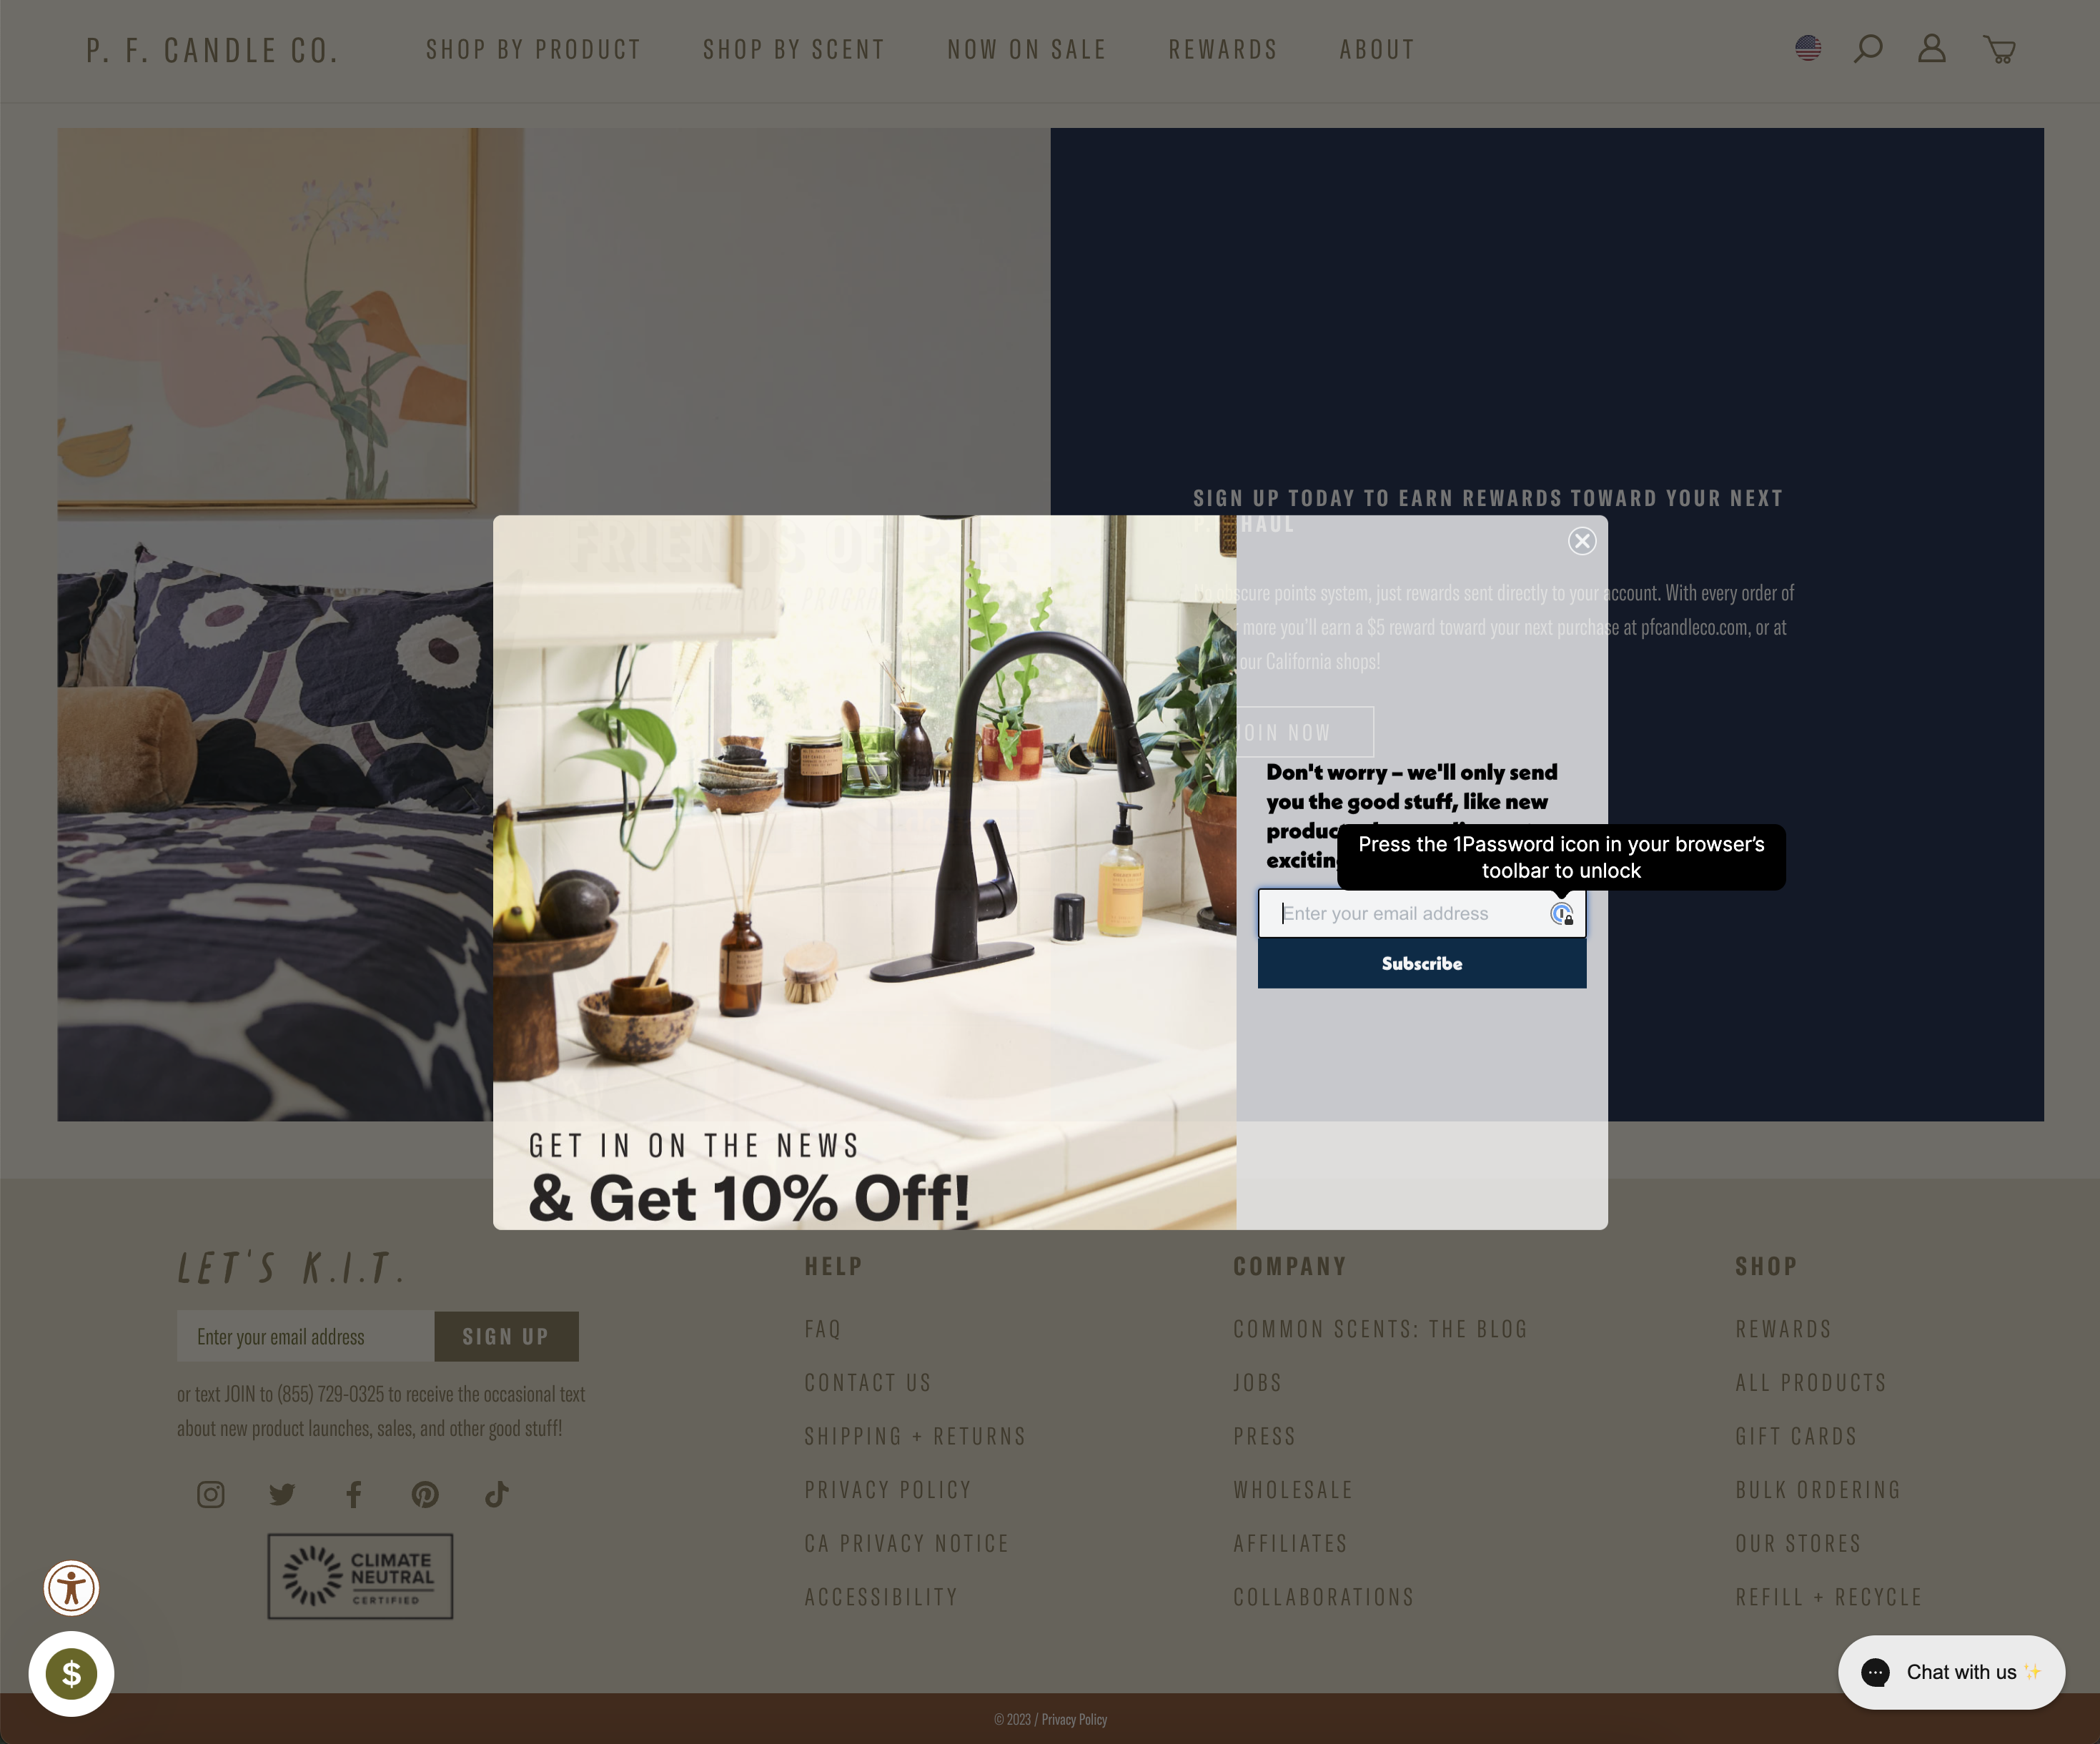 P. F. CANDLE CO.
SHOP BY PRODUCT
SHOP BY SCENT
NOW ON SALE
REWARDS
ABOUT
SIGN UP TODAY TO EARN REWARDS TOWARD YOUR NEXT
HAUL
FRIENDS OF P.F.
REWARDS PROGRAM
points system, just rewards sent directly to your account. With every order of
more you'll earn a $5 reward toward your next purchase at pfcandleco.com, or at
our California shops!
JOIN NOW
Don't worry – we'll only send
you the good stuff, like new
Press the 1Password icon in your browser's
toolbar to unlock
Enter your email address
Subscribe
GET IN ON THE NEWS
& Get 10% Off!
LET'S K.I.T.
Enter your email address
SIGN UP
or text JOIN to (855) 729-0325 to receive the occasional text
about new product launches, sales, and other good stuff!
CLIMATE
NEUTRAL
CERTIFIED
HELP
FAQ
CONTACT US
SHIPPING + RETURNS
PRIVACY POLICY
CA PRIVACY NOTICE
ACCESSIBILITY
COMPANY
COMMON SCENTS: THE BLOG
JOBS
PRESS
WHOLESALE
AFFILIATES
COLLABORATIONS
SHOP
REWARDS
ALL PRODUCTS
GIFT CARDS
BULK ORDERING
OUR STORES
REFILL + RECYCLE
$
Chat with us ✨
© 2023 / Privacy Policy